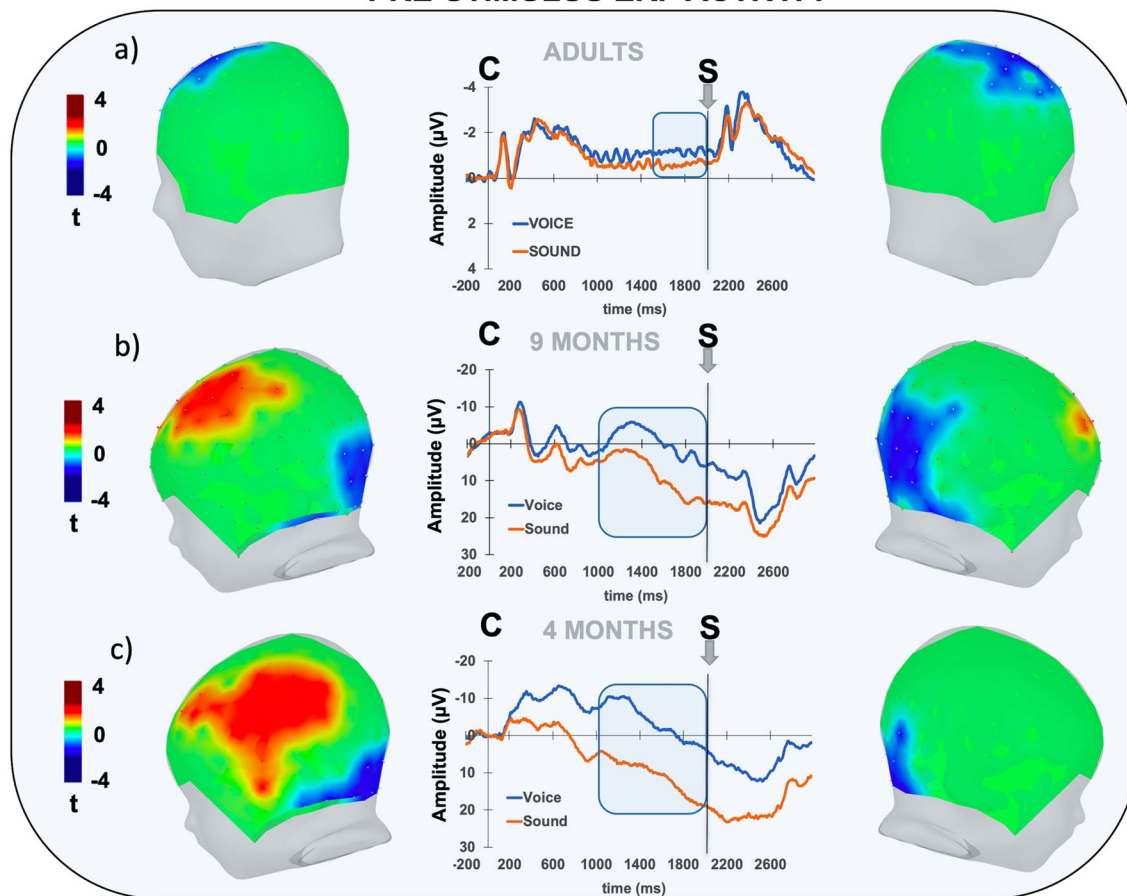 a)
ADULTS
C
S
4
0
-4
t
Amplitude (µV)
-4
-2
0
2
4
VOICE
SOUND
-200 200 600 1000 1400 1800 2200 2600
time (ms)
b)
9 MONTHS
C
S
4
0
-4
t
Amplitude (µV)
-20
-10
0
10
20
30
Voice
Sound
200 200 600 1000 1400 1800 2200 2600
time (ms)
c)
4 MONTHS
C
S
4
0
-4
t
Amplitude (µV)
-20
-10
0
10
20
30
Voice
Sound
-200 200 600 1000 1400 1800 2200 2600
time (ms)